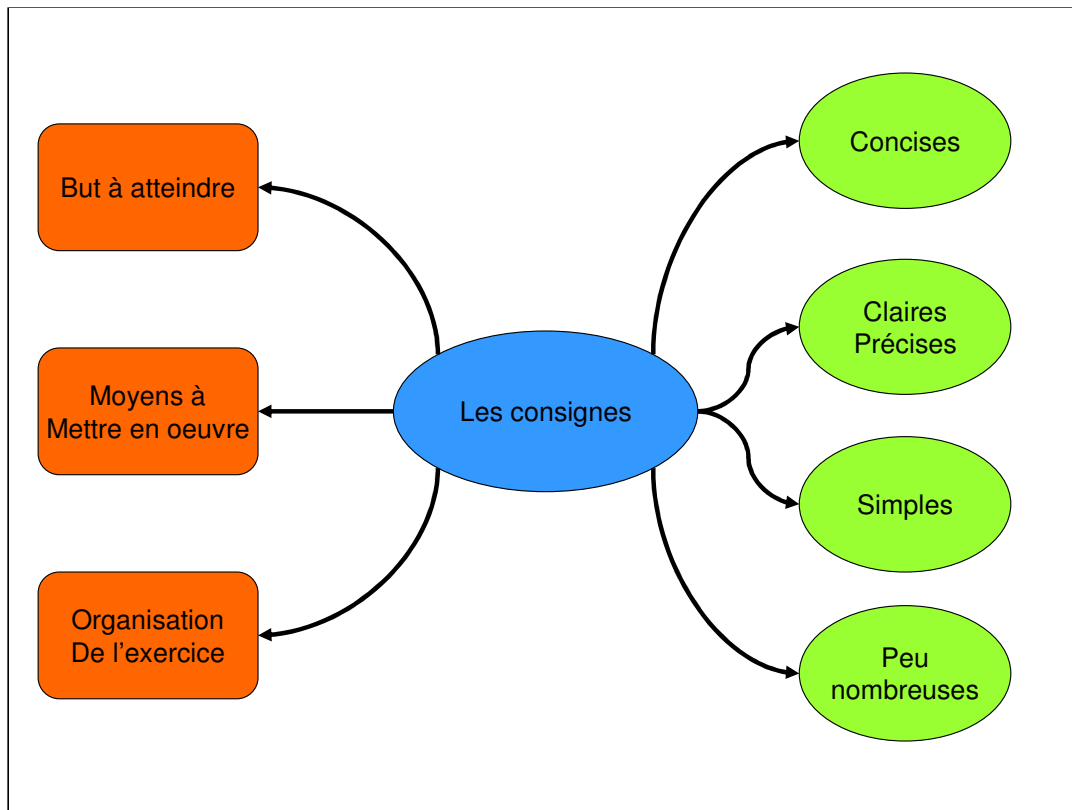 But à atteindre
Moyens à
Mettre en oeuvre
Organisation
De l'exercice
Les consignes
Concises
Claires
Précises
Simples
Peu
nombreuses